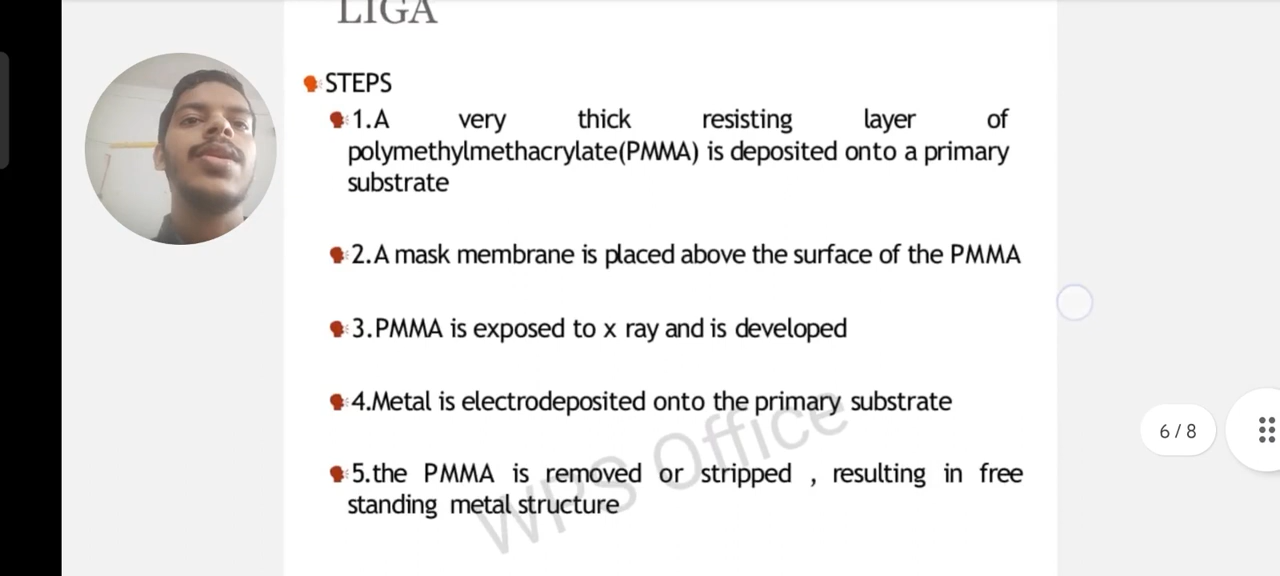 LIGA
STEPS
1.A very thick resisting layer of
polymethylmethacrylate(PMMA) is deposited onto a primary
substrate
2.A mask membrane is placed above the surface of the PMMA
3.PMMA is exposed to x ray and is developed
4.Metal is electrodeposited onto the primary substrate
5.the PMMA is removed or stripped , resulting in free
standing metal structure
WPS Office
6 / 8